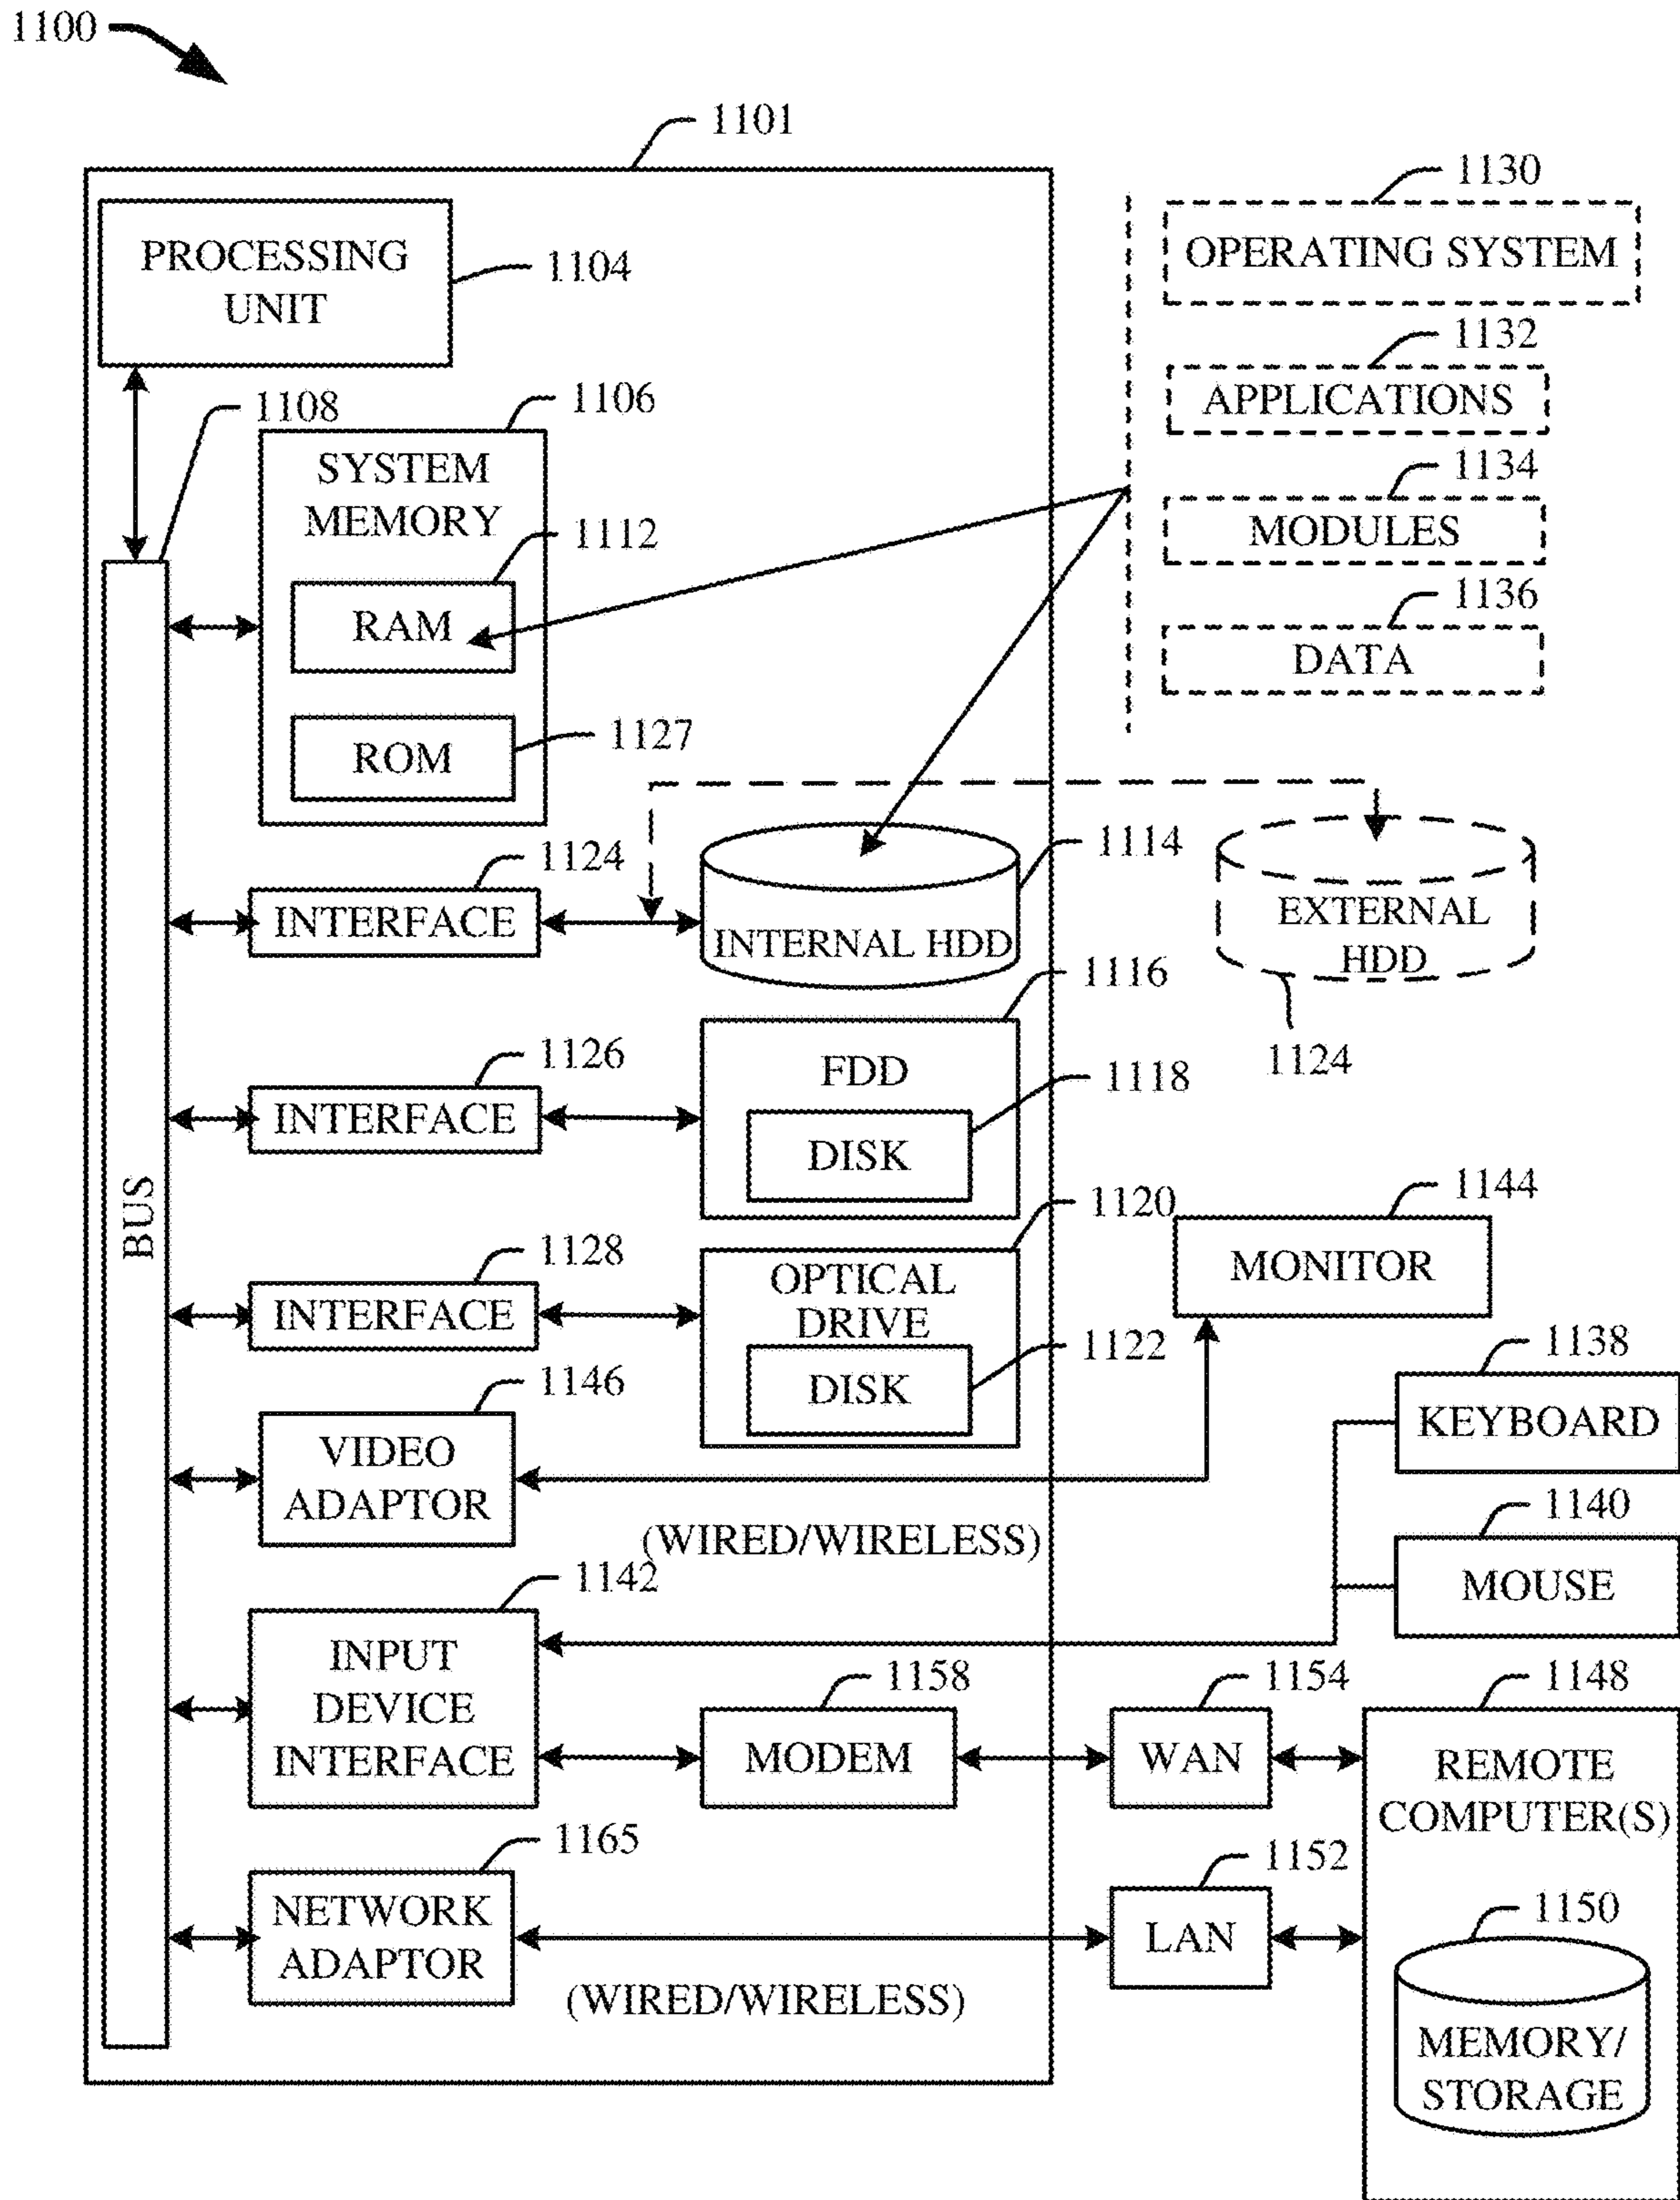 1100
1101
PROCESSING
UNIT
1104
1130
OPERATING SYSTEM
1132
APPLICATIONS
1134
MODULES
1136
DATA
1108
1106
SYSTEM
MEMORY
1112
RAM
ROM
1127
1124
INTERFACE
1114
INTERNAL HDD
EXTERNAL
HDD
1124
1116
1126
INTERFACE
FDD
1118
DISK
BUS
1120
1128
INTERFACE
OPTICAL
DRIVE
1122
DISK
1144
MONITOR
1138
KEYBOARD
1146
VIDEO
ADAPTOR
(WIRED/WIRELESS)
1140
MOUSE
1142
INPUT
DEVICE
INTERFACE
1158
MODEM
1154
WAN
1148
REMOTE
COMPUTER(S)
1165
NETWORK
ADAPTOR
(WIRED/WIRELESS)
1152
LAN
1150
MEMORY/
STORAGE